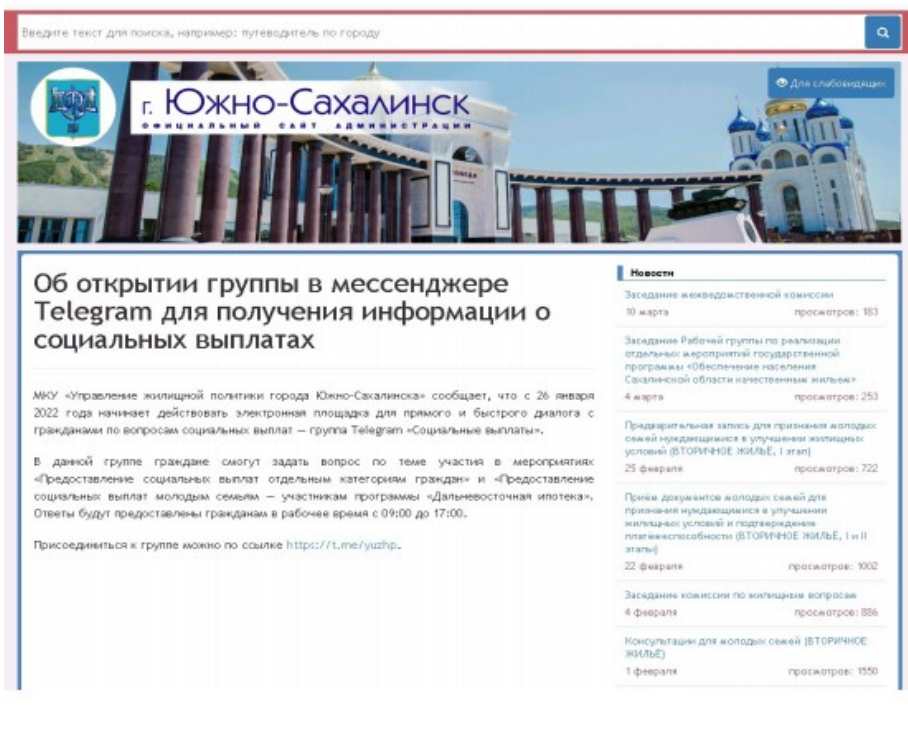 Введите текст для поиска, например: путеводитель по городу
Для слабовидящих
г. Южно-Сахалинск
ОФИЦИАЛЬНЫЙ САЙТ АДМИНИСТРАЦИИ
ПОБЕДА
Об открытии группы в мессенджере
Telegram для получения информации о
социальных выплатах
МКУ «Управление жилищной политики города Южно-Сахалинска» сообщает, что с 26 января
2022 года начинает действовать электронная площадка для прямого и быстрого диалога с
гражданами по вопросам социальных выплат — группа Telegram «Социальные выплаты».
В данной группе граждане смогут задать вопрос по теме участия в мероприятиях
«Предоставление социальных выплат отдельным категориям граждан» и «Предоставление
социальных выплат молодым семьям — участникам программы «Дальневосточная ипотека».
Ответы будут предоставлены гражданам в рабочее время с 09:00 до 17:00.
Присоединиться к группе можно по ссылке https://t.me/yuzhp.
Новости
Заседание межведомственной комиссии
10 марта просмотров: 183
Заседание Рабочей группы по реализации
отдельных мероприятий государственной
программы «Обеспечение населения
Сахалинской области качественным жильем»
4 марта просмотров: 253
Предварительная запись для признания молодых
семей нуждающимися в улучшении жилищных
условий (ВТОРИЧНОЕ ЖИЛЬЕ, I этап)
25 февраля просмотров: 722
Приём документов молодых семей для
признания нуждающимися в улучшении
жилищных условий и подтверждение
платёжеспособности (ВТОРИЧНОЕ ЖИЛЬЕ, I и II
этапы)
22 февраля просмотров: 1002
Заседание комиссии по жилищным вопросам
4 февраля просмотров: 886
Консультации для молодых семей (ВТОРИЧНОЕ
ЖИЛЬЁ)
1 февраля просмотров: 1550